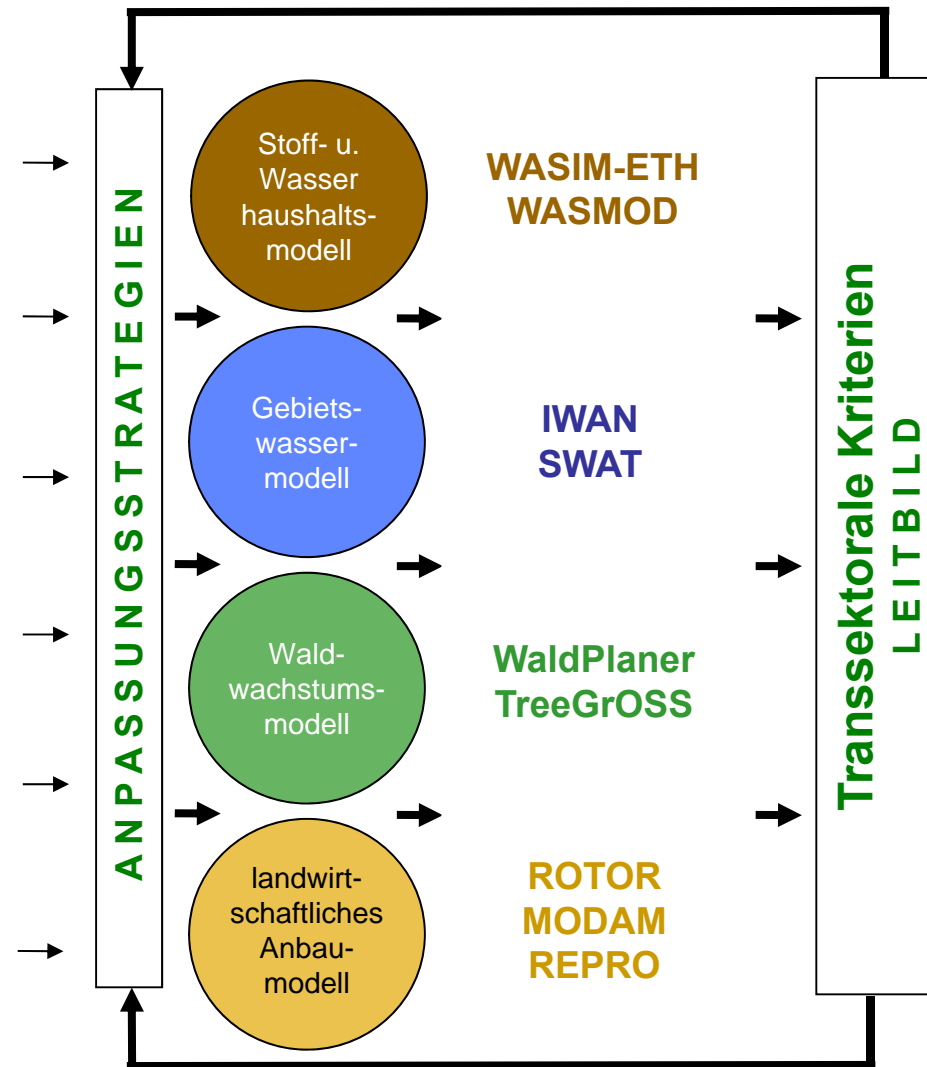 ANPASSUNGSSTRATEGIEN
Stoff- u.
Wasser
haushalts-
modell
WASIM-ETH
WASMOD
Gebiets-
wasser-
modell
IWAN
SWAT
Wald-
wachstums-
modell
WaldPlaner
TreeGrOSS
landwirt-
schaftliches
Anbau-
modell
ROTOR
MODAM
REPRO
Transsektorale Kriterien
LEITBILD